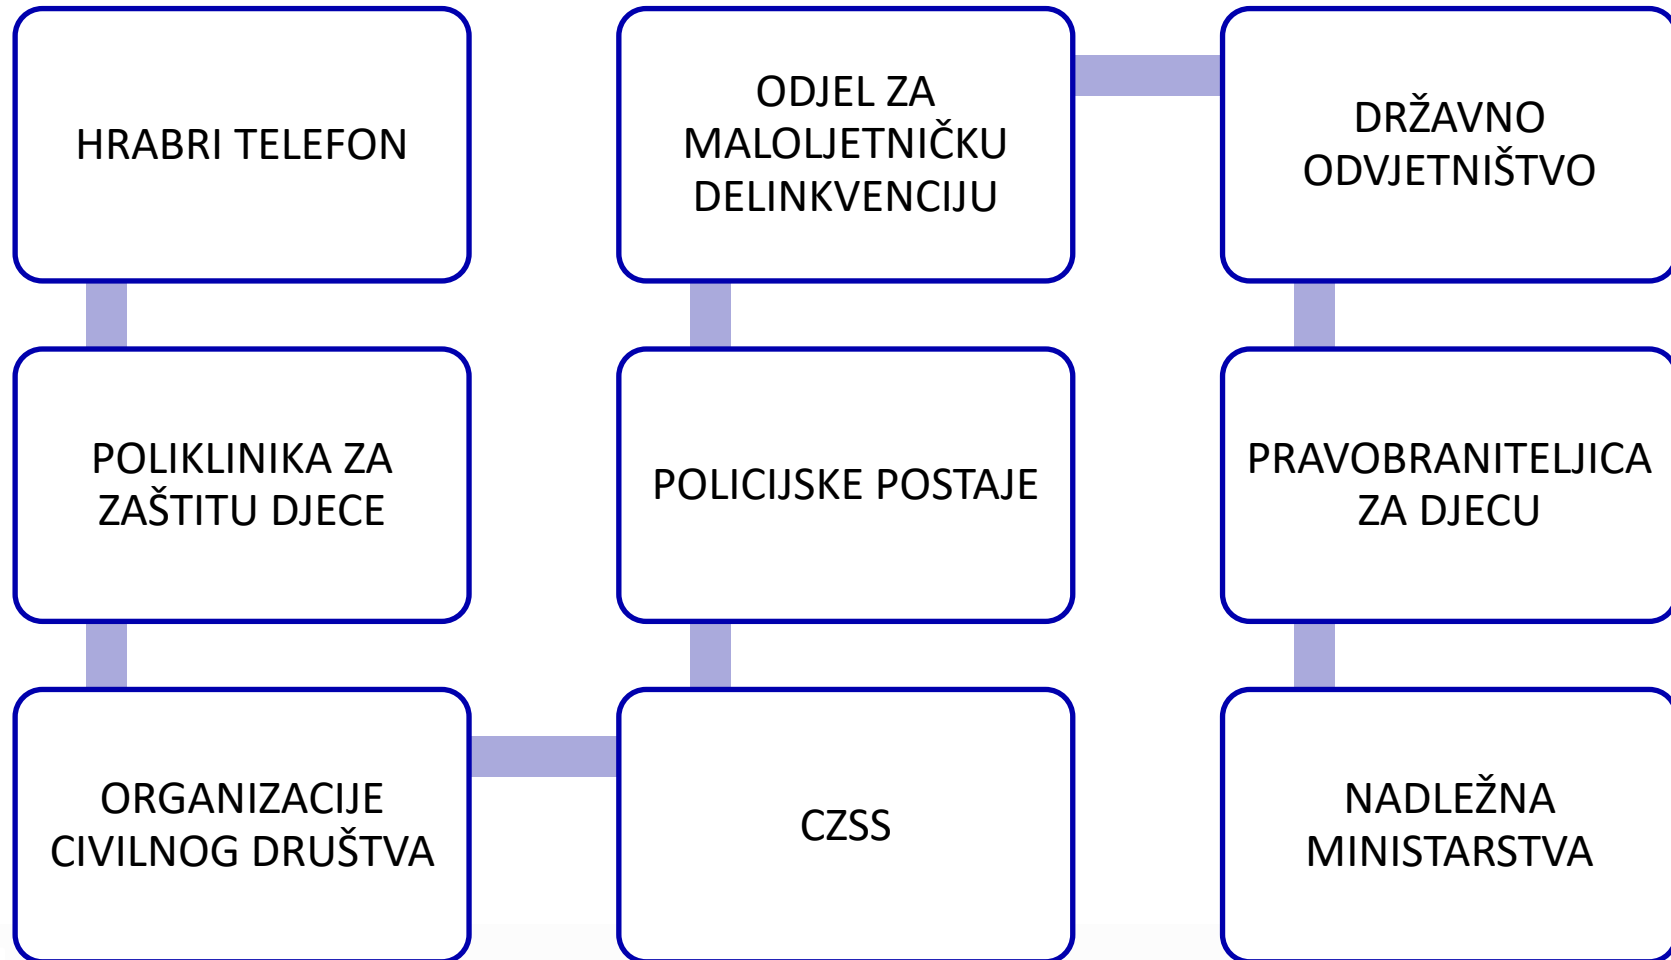 HRABRI TELEFON
POLIKLINIKA ZA
ZAŠTITU DJECE
ORGANIZACIJE
CIVILNOG DRUŠTVA
CZSS
POLICIJSKE POSTAJE
ODJEL ZA
MALOLJETNIČKU
DELINKVENCIJU
DRŽAVNO
ODVJETNIŠTVO
PRAVOBRANITELJICA
ZA DJECU
NADLEŽNA
MINISTARSTVA